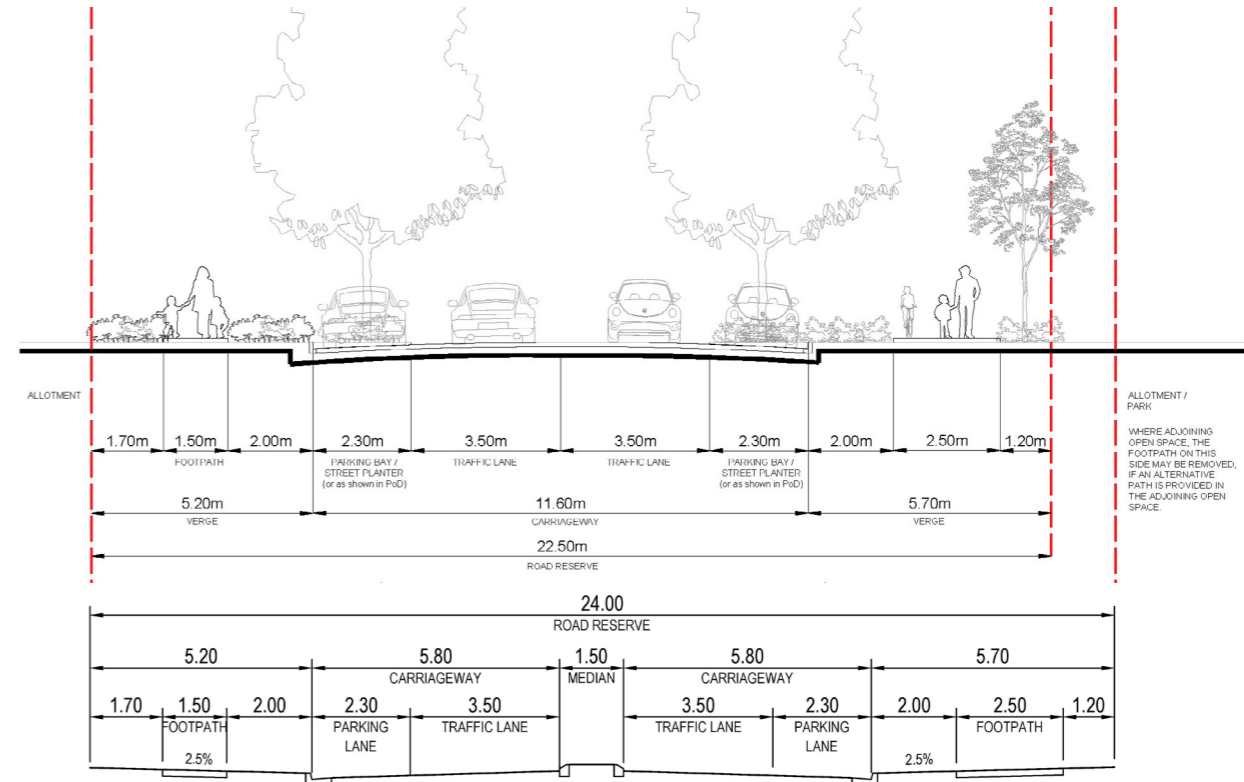 ALLOTMENT
1.70m 1.50m 2.00m 2.30m 3.50m 3.50m 2.30m 2.00m 2.50m 1.20m
FOOTPATH
PARKING BAY /
STREET PLANTER
(or as shown in PoD)
TRAFFIC LANE
TRAFFIC LANE
PARKING BAY /
STREET PLANTER
(or as shown in PoD)
5.20m 11.60m 5.70m
VERGE CARRIAGEWAY VERGE
22.50m
ROAD RESERVE
ALLOTMENT /
PARK
WHERE ADJOINING
OPEN SPACE, THE
FOOTPATH ON THIS
SIDE MAY BE REMOVED,
IF AN ALTERNATIVE
PATH IS PROVIDED IN
THE ADJOINING OPEN
SPACE.
24.00
ROAD RESERVE
5.20 5.80 1.50 5.80 5.70
CARRIAGEWAY MEDIAN CARRIAGEWAY
1.70 1.50 2.00 2.30 3.50 3.50 2.30 2.00 2.50 1.20
FOOTPATH
PARKING
LANE
TRAFFIC LANE
TRAFFIC LANE
PARKING
LANE
FOOTPATH
2.5% 2.5%